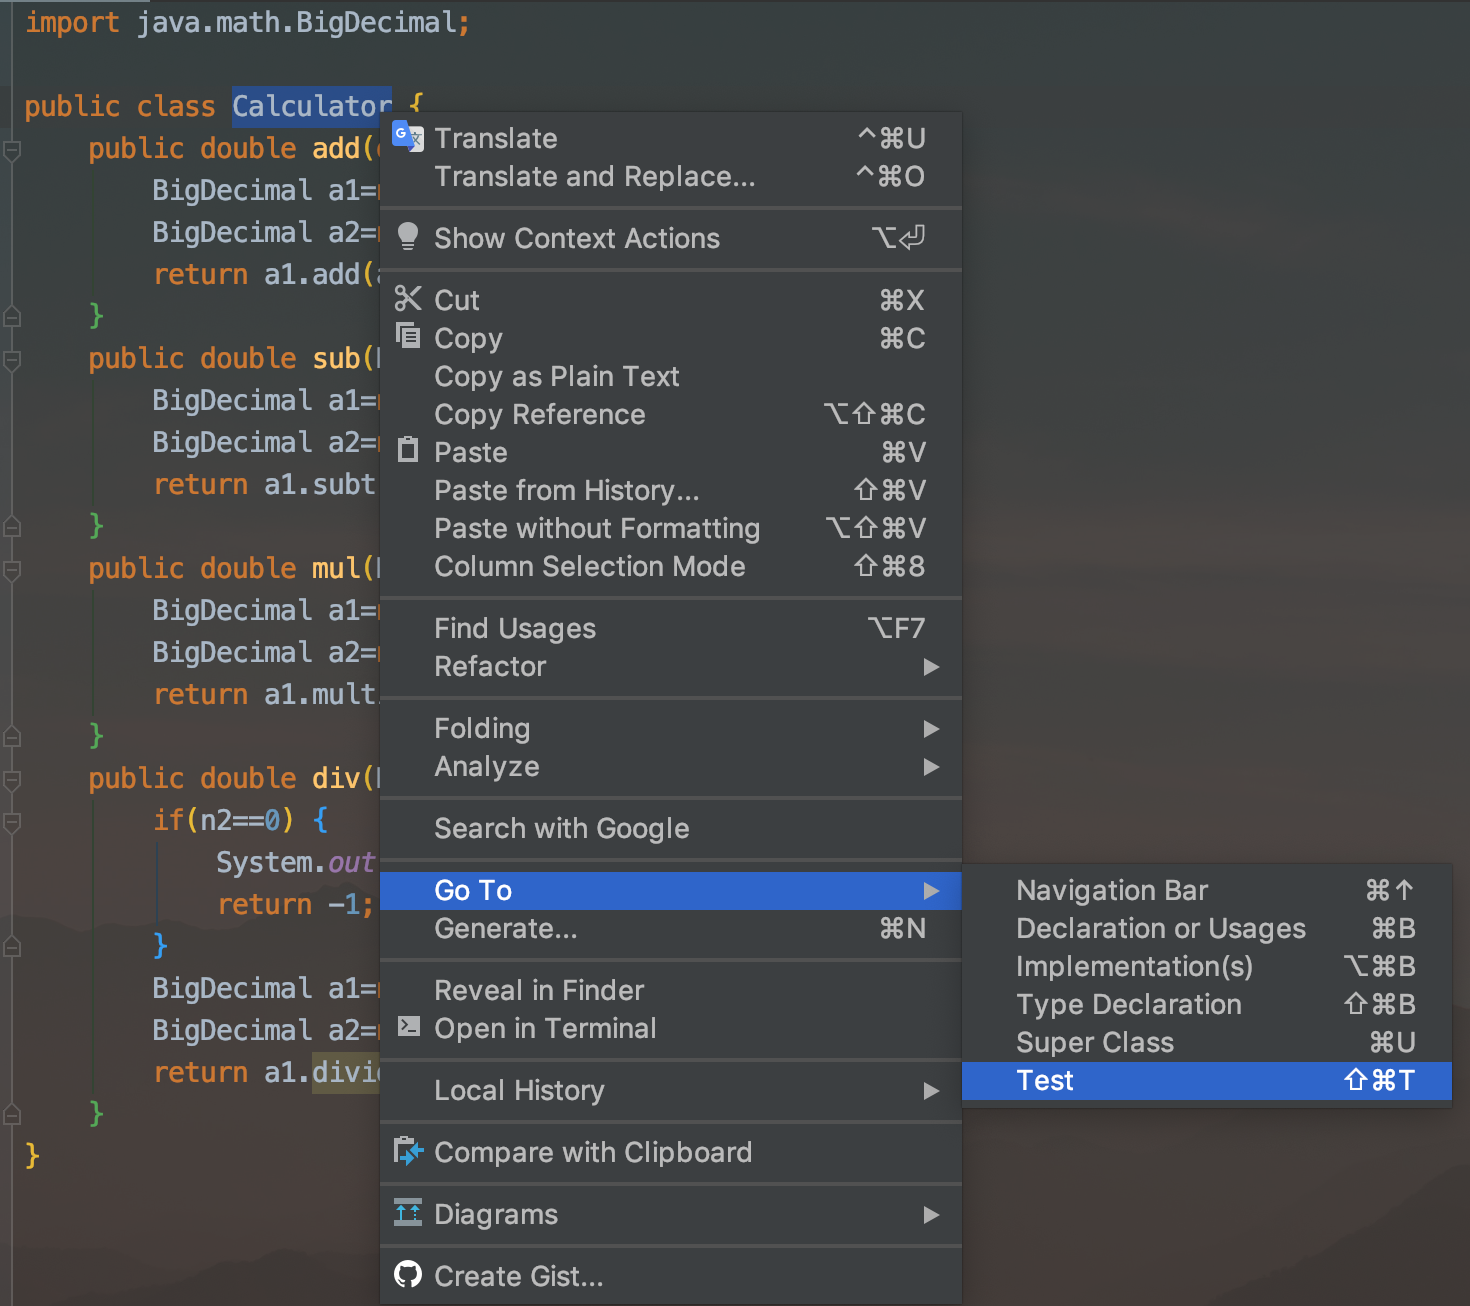 import java.math.BigDecimal;
public class Calculator {
public double add(
BigDecimal a1=
BigDecimal a2=
return a1.add(
}
public double sub(
BigDecimal a1=
BigDecimal a2=
return a1.subt
}
public double mul(
BigDecimal a1=
BigDecimal a2=
return a1.mult
}
public double div(
if(n2==0) {
System.out
return -1;
}
BigDecimal a1=
BigDecimal a2=
return a1.divi
}
}
Translate ^⌘U
Translate and Replace... ^⌘O
Show Context Actions ⌥⏎
Cut ⌘X
Copy ⌘C
Copy as Plain Text
Copy Reference ⌥⇧⌘C
Paste ⌘V
Paste from History... ⇧⌘V
Paste without Formatting ⌥⇧⌘V
Column Selection Mode ⇧⌘8
Find Usages ⌥F7
Refactor ▶
Folding ▶
Analyze ▶
Search with Google
Go To ▶
Generate... ⌘N
Reveal in Finder
Open in Terminal
Local History ▶
Compare with Clipboard
Diagrams ▶
Create Gist...
Navigation Bar ⌘↑
Declaration or Usages ⌘B
Implementation(s) ⌥⌘B
Type Declaration ⇧⌘B
Super Class ⌘U
Test ⇧⌘T